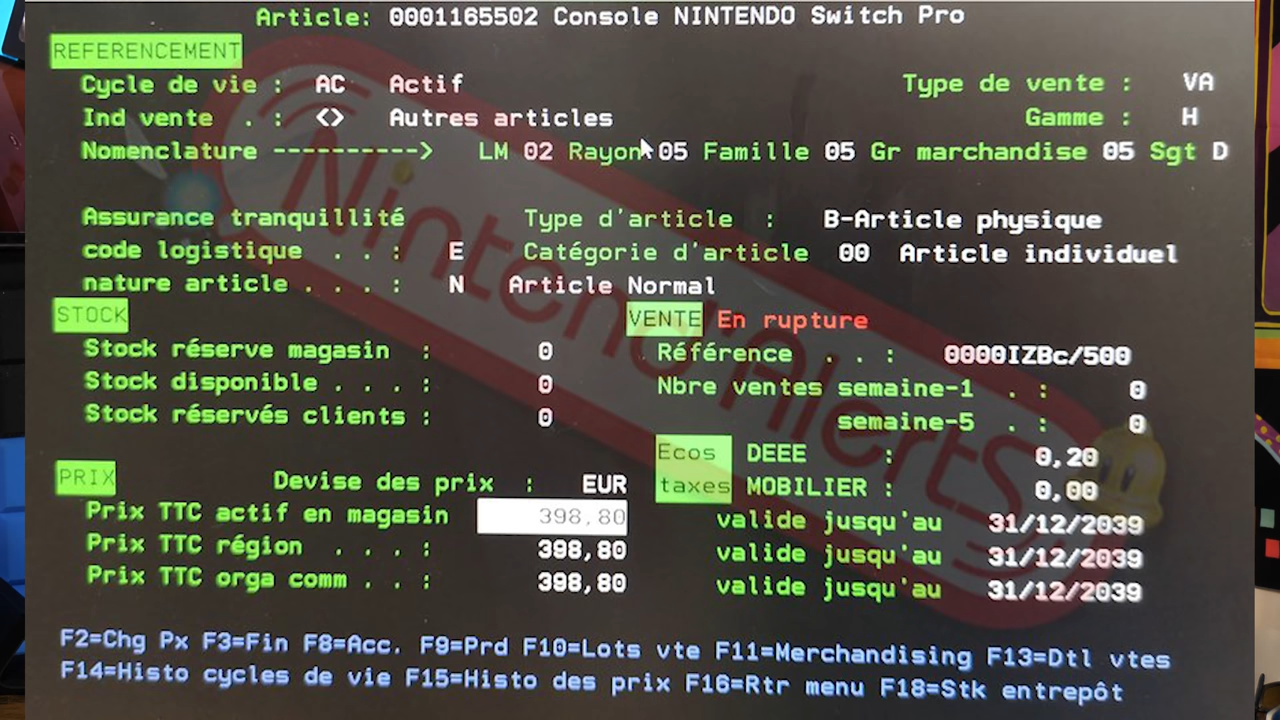 Article: 0001165502 Console NINTENDO Switch Pro
REFERENCEMENT
Cycle de vie : AC Actif Type de vente : VA
Ind vente . : <> Autres articles Gamme : H
Nomenclature ----------> LM 02 Rayon 05 Famille 05 Gr marchandise 05 Sgt D
Assurance tranquillité Type d'article : B-Article physique
code logistique . . : E Catégorie d'article 00 Article individuel
nature article . . . : N Article Normal
STOCK VENTE En rupture
Stock réserve magasin : 0 Référence . . : 0000IZBc/500
Stock disponible . . . : 0 Nbre ventes semaine-1 . : 0
Stock réservés clients : 0 semaine-5 . : 0
Ecos DEEE : 0,20
PRIX Devise des prix : EUR taxes MOBILIER : 0,00
Prix TTC actif en magasin 398,80 valide jusqu'au 31/12/2039
Prix TTC région . . . : 398,80 valide jusqu'au 31/12/2039
Prix TTC orga comm . . : 398,80 valide jusqu'au 31/12/2039
F2=Chg Px F3=Fin F8=Acc. F9=Prd F10=Lots vte F11=Merchandising F13=Dtl vtes
F14=Histo cycles de vie F15=Histo des prix F16=Rtr menu F18=Stk entrepôt
Nintend'AlertS